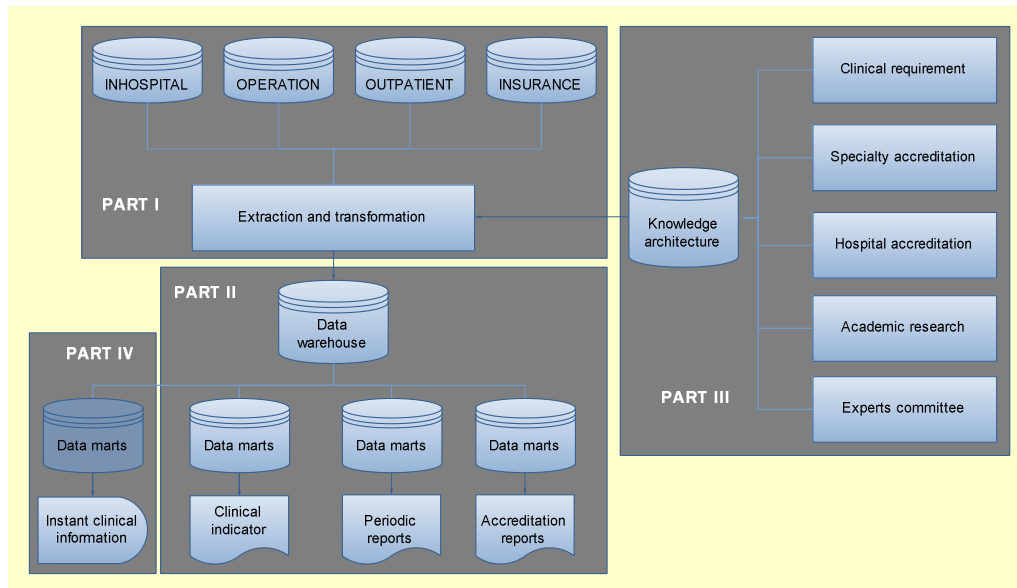 INHOSPITAL
OPERATION
OUTPATIENT
INSURANCE
PART I
Extraction and transformation
PART II
Data
warehouse
PART IV
Data marts
Data marts
Data marts
Data marts
Instant clinical
information
Clinical
indicator
Periodic
reports
Accreditation
reports
Knowledge
architecture
PART III
Clinical requirement
Specialty accreditation
Hospital accreditation
Academic research
Experts committee